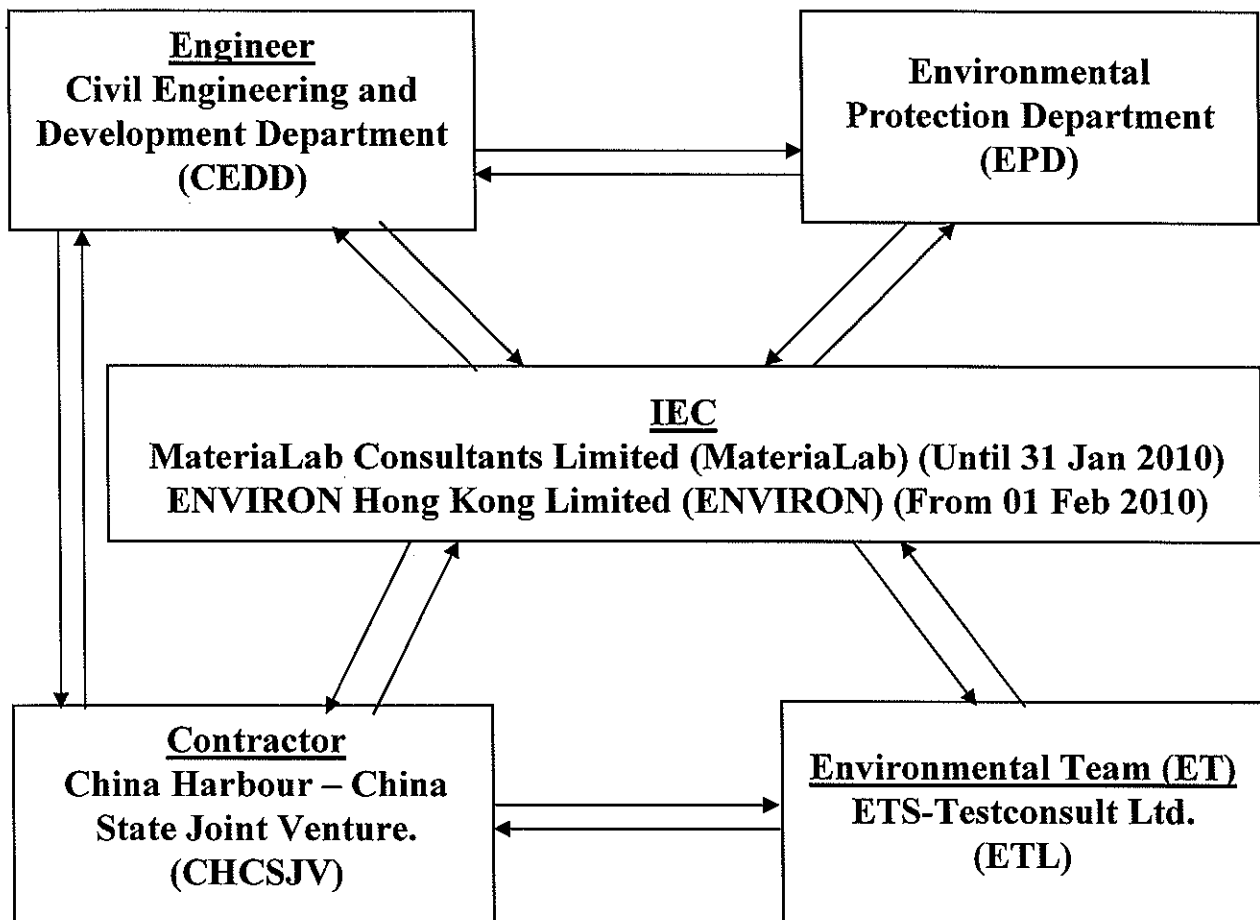 Engineer
Civil Engineering and
Development Department
(CEDD)
Environmental
Protection Department
(EPD)
IEC
MateriaLab Consultants Limited (MateriaLab) (Until 31 Jan 2010)
ENVIRON Hong Kong Limited (ENVIRON) (From 01 Feb 2010)
Contractor
China Harbour – China
State Joint Venture.
(CHCSJV)
Environmental Team (ET)
ETS-Testconsult Ltd.
(ETL)